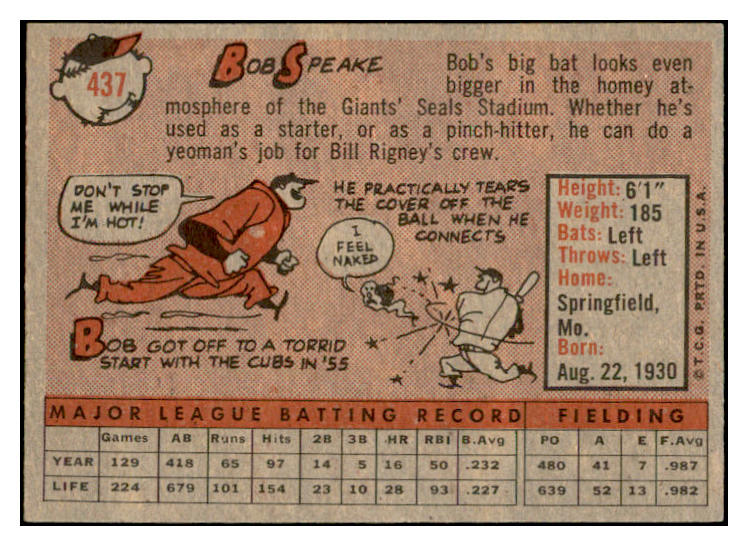 437
BOB SPEAKE
Bob's big bat looks even
bigger in the homey at-
mosphere of the Giants' Seals Stadium. Whether he's
used as a starter, or as a pinch-hitter, he can do a
yeoman's job for Bill Rigney's crew.
DON'T STOP
ME WHILE
I'M HOT!
BOB GOT OFF TO A TORRID
START WITH THE CUBS IN '55
HE PRACTICALLY TEARS
THE COVER OFF THE
BALL WHEN HE
CONNECTS
I
FEEL
NAKED
Height: 6'1"
Weight: 185
Bats: Left
Throws: Left
Home:
Springfield,
Mo.
Born:
Aug. 22, 1930
© T.C.G. PRTD. IN U.S.A.
MAJOR LEAGUE BATTING RECORD FIELDING
Games AB Runs Hits 2B 3B HR RBI B.Avg PO A E F.Avg
YEAR 129 418 65 97 14 5 16 50 .232 480 41 7 .987
LIFE 224 679 101 154 23 10 28 93 .227 639 52 13 .982